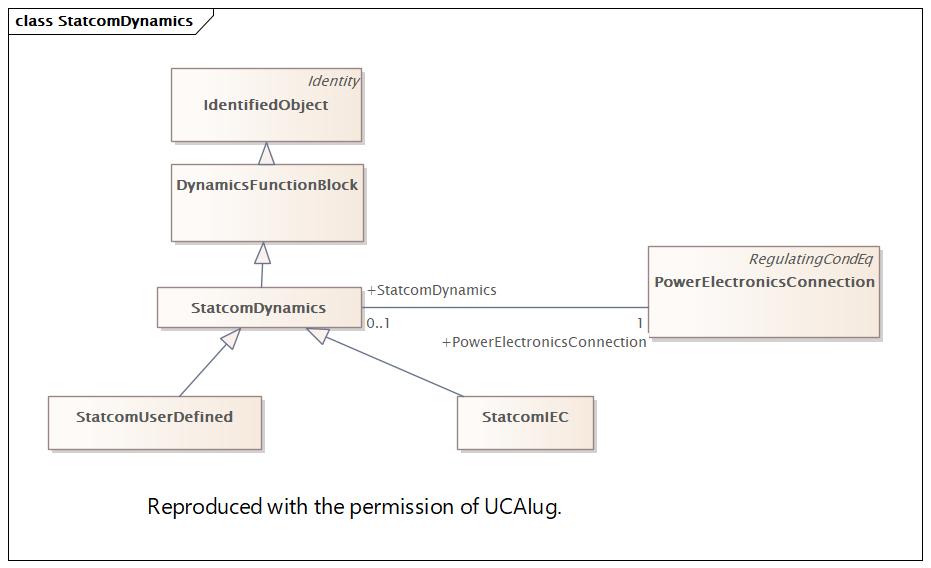 class StatcomDynamics
Identity
IdentifiedObject
DynamicsFunctionBlock
StatcomDynamics
+StatcomDynamics
0..1
1
+PowerElectronicsConnection
RegulatingCondEq
PowerElectronicsConnection
StatcomUserDefined
StatcomIEC
Reproduced with the permission of UCAIug.